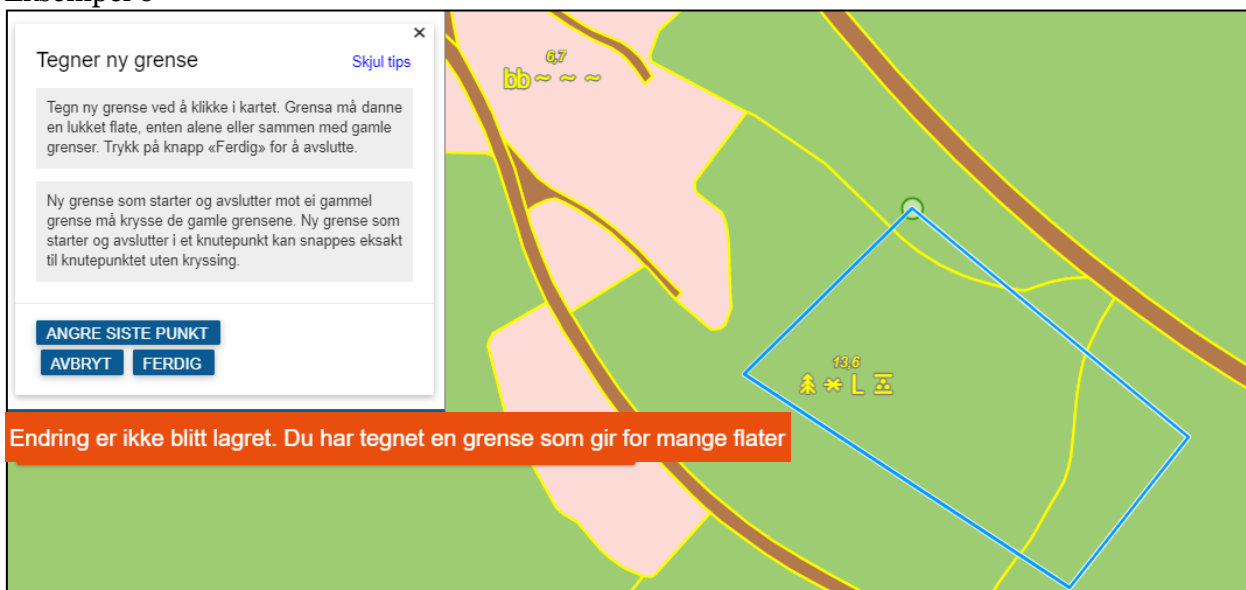 ×
Tegner ny grense
Skjul tips
Tegn ny grense ved å klikke i kartet. Grensa må danne
en lukket flate, enten alene eller sammen med gamle
grenser. Trykk på knapp «Ferdig» for å avslutte.
Ny grense som starter og avslutter mot ei gammel
grense må krysse de gamle grensene. Ny grense som
starter og avslutter i et knutepunkt kan snappes eksakt
til knutepunktet uten kryssing.
ANGRE SISTE PUNKT
AVBRYT FERDIG
Endring er ikke blitt lagret. Du har tegnet en grense som gir for mange flater
6,7
bb~ ~ ~
13,6
L